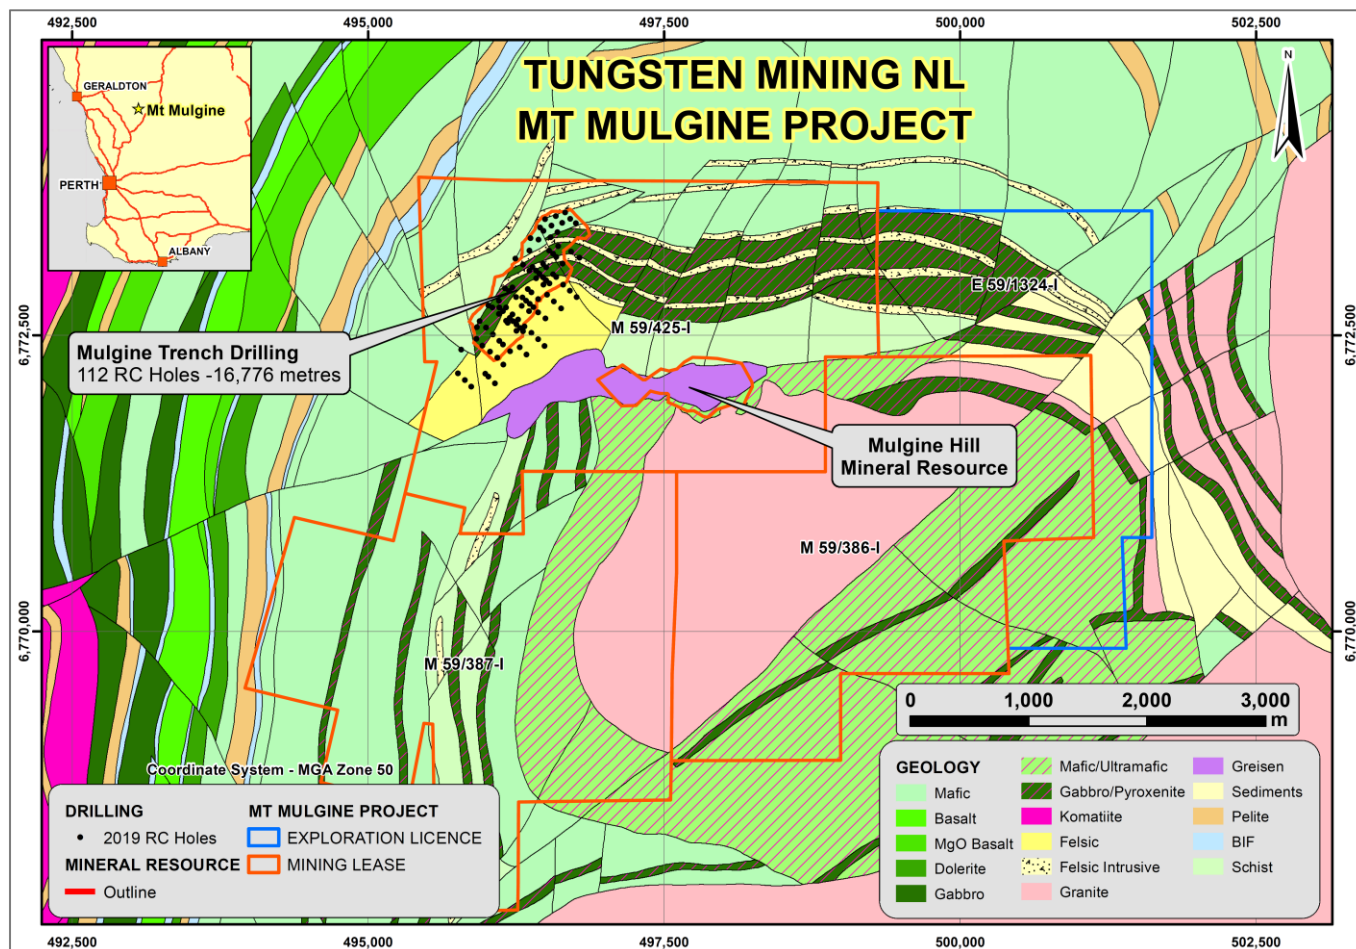 492,500
495,000
497,500
500,000
502,500
TUNGSTEN MINING NL
MT MULGINE PROJECT
N
GERALDTON
Mt Mulgine
PERTH
ALBANY
E 59/1324-I
M 59/425-I
6,772,500
6,772,500
Mulgine Trench Drilling
112 RC Holes -16,776 metres
Mulgine Hill
Mineral Resource
M 59/386-I
6,770,000
6,770,000
M 59/387-I
0
1,000
2,000
3,000
m
Coordinate System - MGA Zone 50
DRILLING
2019 RC Holes
MINERAL RESOURCE
Outline
MT MULGINE PROJECT
EXPLORATION LICENCE
MINING LEASE
GEOLOGY
Mafic
Basalt
MgO Basalt
Dolerite
Gabbro
Mafic/Ultramafic
Gabbro/Pyroxenite
Komatiite
Felsic
Felsic Intrusive
Granite
Greisen
Sediments
Pelite
BIF
Schist
492,500
495,000
497,500
500,000
502,500